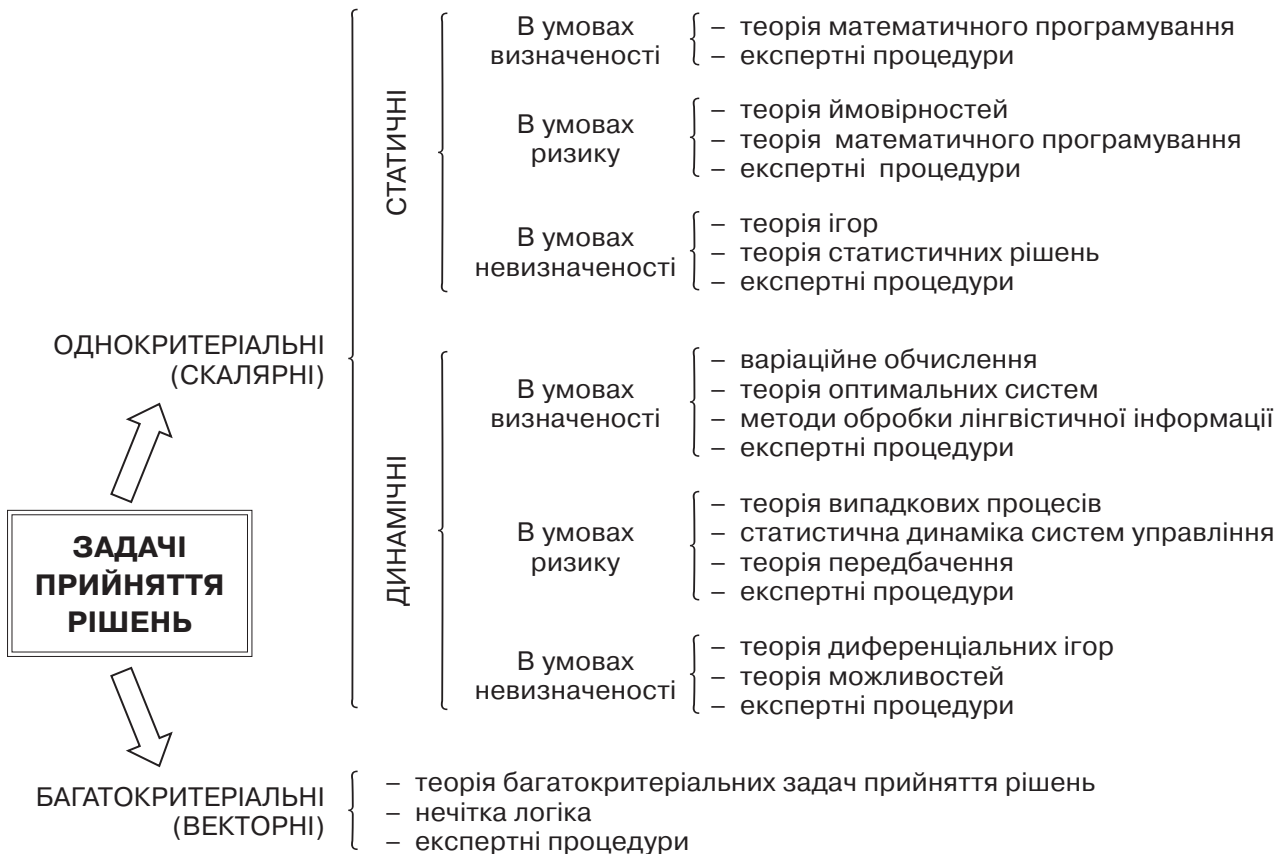 В умовах
визначеності
– теорія математичного програмування
– експертні процедури
СТАТИЧНІ
В умовах
ризику
– теорія ймовірностей
– теорія математичного програмування
– експертні процедури
В умовах
невизначеності
– теорія ігор
– теорія статистичних рішень
– експертні процедури
ОДНОКРИТЕРІАЛЬНІ
(СКАЛЯРНІ)
В умовах
визначеності
– варіаційне обчислення
– теорія оптимальних систем
– методи обробки лінгвістичної інформації
– експертні процедури
ДИНАМІЧНІ
В умовах
ризику
– теорія випадкових процесів
– статистична динаміка систем управління
– теорія передбачення
– експертні процедури
ЗАДАЧІ
ПРИЙНЯТТЯ
РІШЕНЬ
В умовах
невизначеності
– теорія диференціальних ігор
– теорія можливостей
– експертні процедури
БАГАТОКРИТЕРІАЛЬНІ
(ВЕКТОРНІ)
– теорія багатокритеріальних задач прийняття рішень
– нечітка логіка
– експертні процедури